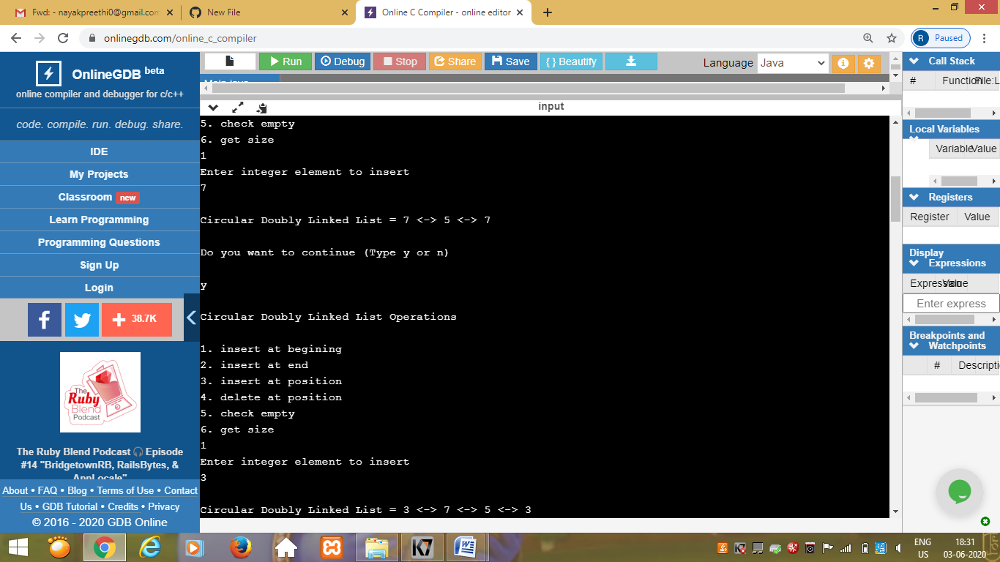 Fwd: - nayakpreethi0@gmail.com
New File
Online C Compiler - online editor
onlinegdb.com/online_c_compiler
R Paused
OnlineGDB beta
online compiler and debugger for c/c++
code. compile. run. debug. share.
IDE
My Projects
Classroom new
Learn Programming
Programming Questions
Sign Up
Login
38.7K
The
Ruby
Blend
Podcast
The Ruby Blend Podcast 🎧 Episode
#14 "BridgetownRB, RailsBytes, &
AppLocale"
About • FAQ • Blog • Terms of Use • Contact
Us • GDB Tutorial • Credits • Privacy
© 2016 - 2020 GDB Online
Run Debug Stop Share Save { } Beautify
Language Java
Main.java
input
5. check empty
6. get size
1
Enter integer element to insert
7
Circular Doubly Linked List = 7 <-> 5 <-> 7
Do you want to continue (Type y or n)
y
Circular Doubly Linked List Operations
1. insert at begining
2. insert at end
3. insert at position
4. delete at position
5. check empty
6. get size
1
Enter integer element to insert
3
Circular Doubly Linked List = 3 <-> 7 <-> 5 <-> 3
Call Stack
# Function File:L
Local Variables
Variable Value
Registers
Register Value
Display
Expressions
Expression Value
Enter express
Breakpoints and
Watchpoints
# Descripti
ENG
US
18:31
03-06-2020